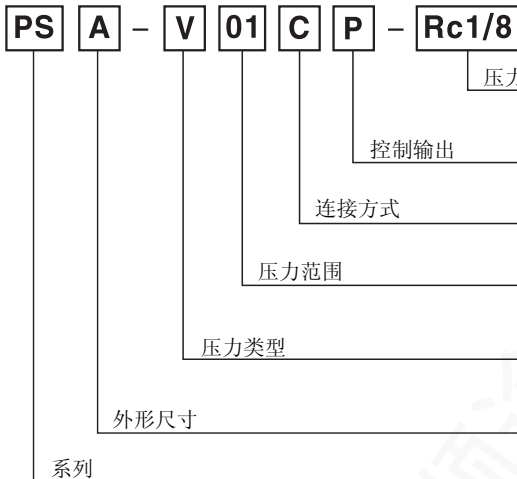 PS A - V 01 C P - Rc1/8
压力
控制输出
连接方式
压力范围
压力类型
外形尺寸
系列